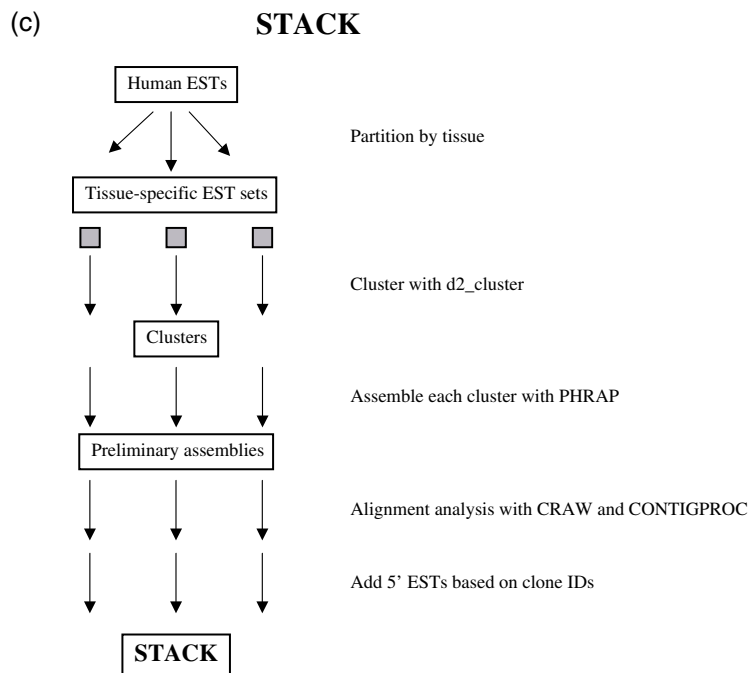 (c)
STACK
Human ESTs
Partition by tissue
Tissue-specific EST sets
Cluster with d2_cluster
Clusters
Assemble each cluster with PHRAP
Preliminary assemblies
Alignment analysis with CRAW and CONTIGPROC
Add 5’ ESTs based on clone IDs
STACK